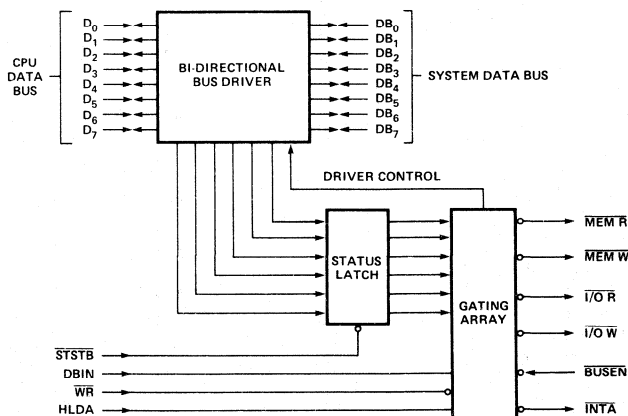 CPU
DATA
BUS
D0
D1
D2
D3
D4
D5
D6
D7
BI-DIRECTIONAL
BUS DRIVER
DB0
DB1
DB2
DB3
DB4
DB5
DB6
DB7
SYSTEM DATA BUS
DRIVER CONTROL
STATUS
LATCH
GATING
ARRAY
MEM R
MEM W
I/O R
I/O W
BUSEN
INTA
STSTB
DBIN
WR
HLDA